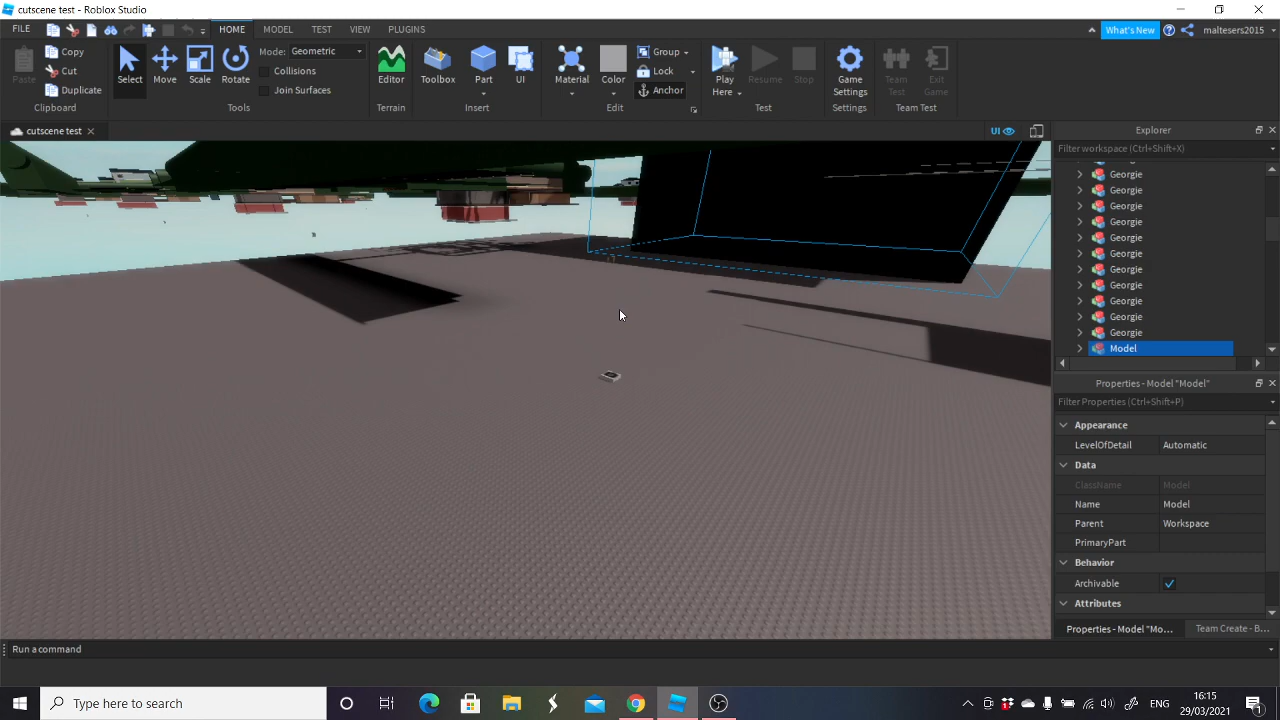 cutscene test - Roblox Studio
FILE HOME MODEL TEST VIEW PLUGINS What's New maltesers2015
Paste Copy Cut Duplicate Clipboard
Select Move Scale Rotate Mode: Geometric Collisions Join Surfaces Tools
Editor Terrain
Toolbox Part UI Insert
Material Color Group Lock Anchor Edit
Play Here Resume Stop Test
Game Settings Settings
Team Test Exit Game Team Test
cutscene test UI Explorer
Filter workspace (Ctrl+Shift+X)
Georgie
Georgie
Georgie
Georgie
Georgie
Georgie
Georgie
Georgie
Georgie
Georgie
Georgie
Model
Properties - Model "Model"
Filter Properties (Ctrl+Shift+P)
Appearance
LevelOfDetail Automatic
Data
ClassName Model
Name Model
Parent Workspace
PrimaryPart
Behavior
Archivable
Attributes
Properties - Model "Mo... Team Create - B...
Run a command
Type here to search
ENG 16:15
29/03/2021